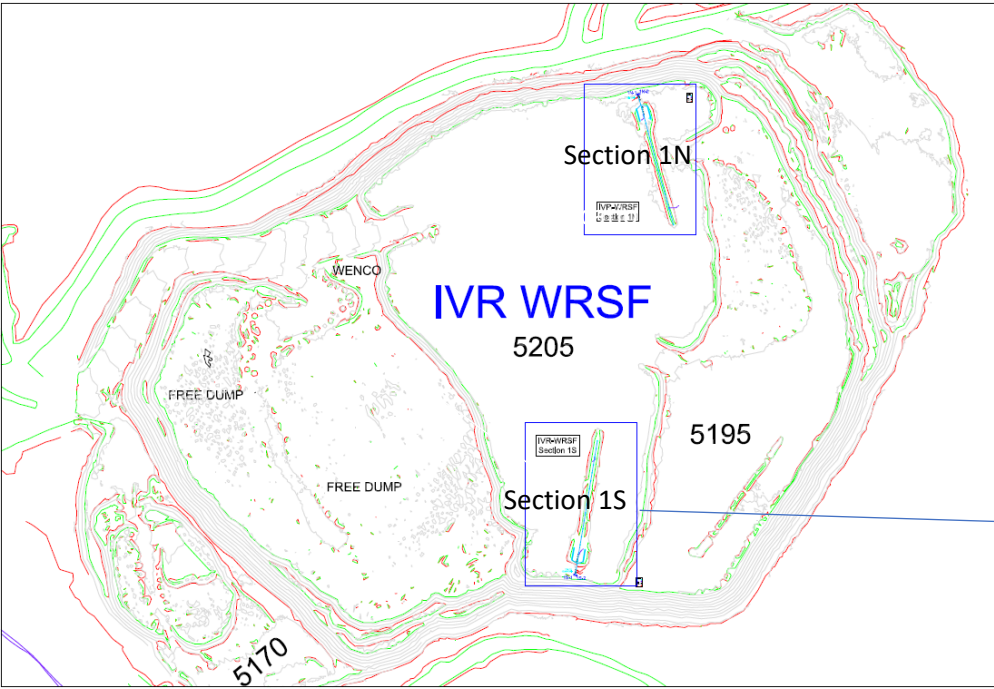 Section 1N
WENCO
IVR WRSF
5205
FREE DUMP
5195
IVR-WRSF
Section 1S
FREE DUMP
Section 1S
5170